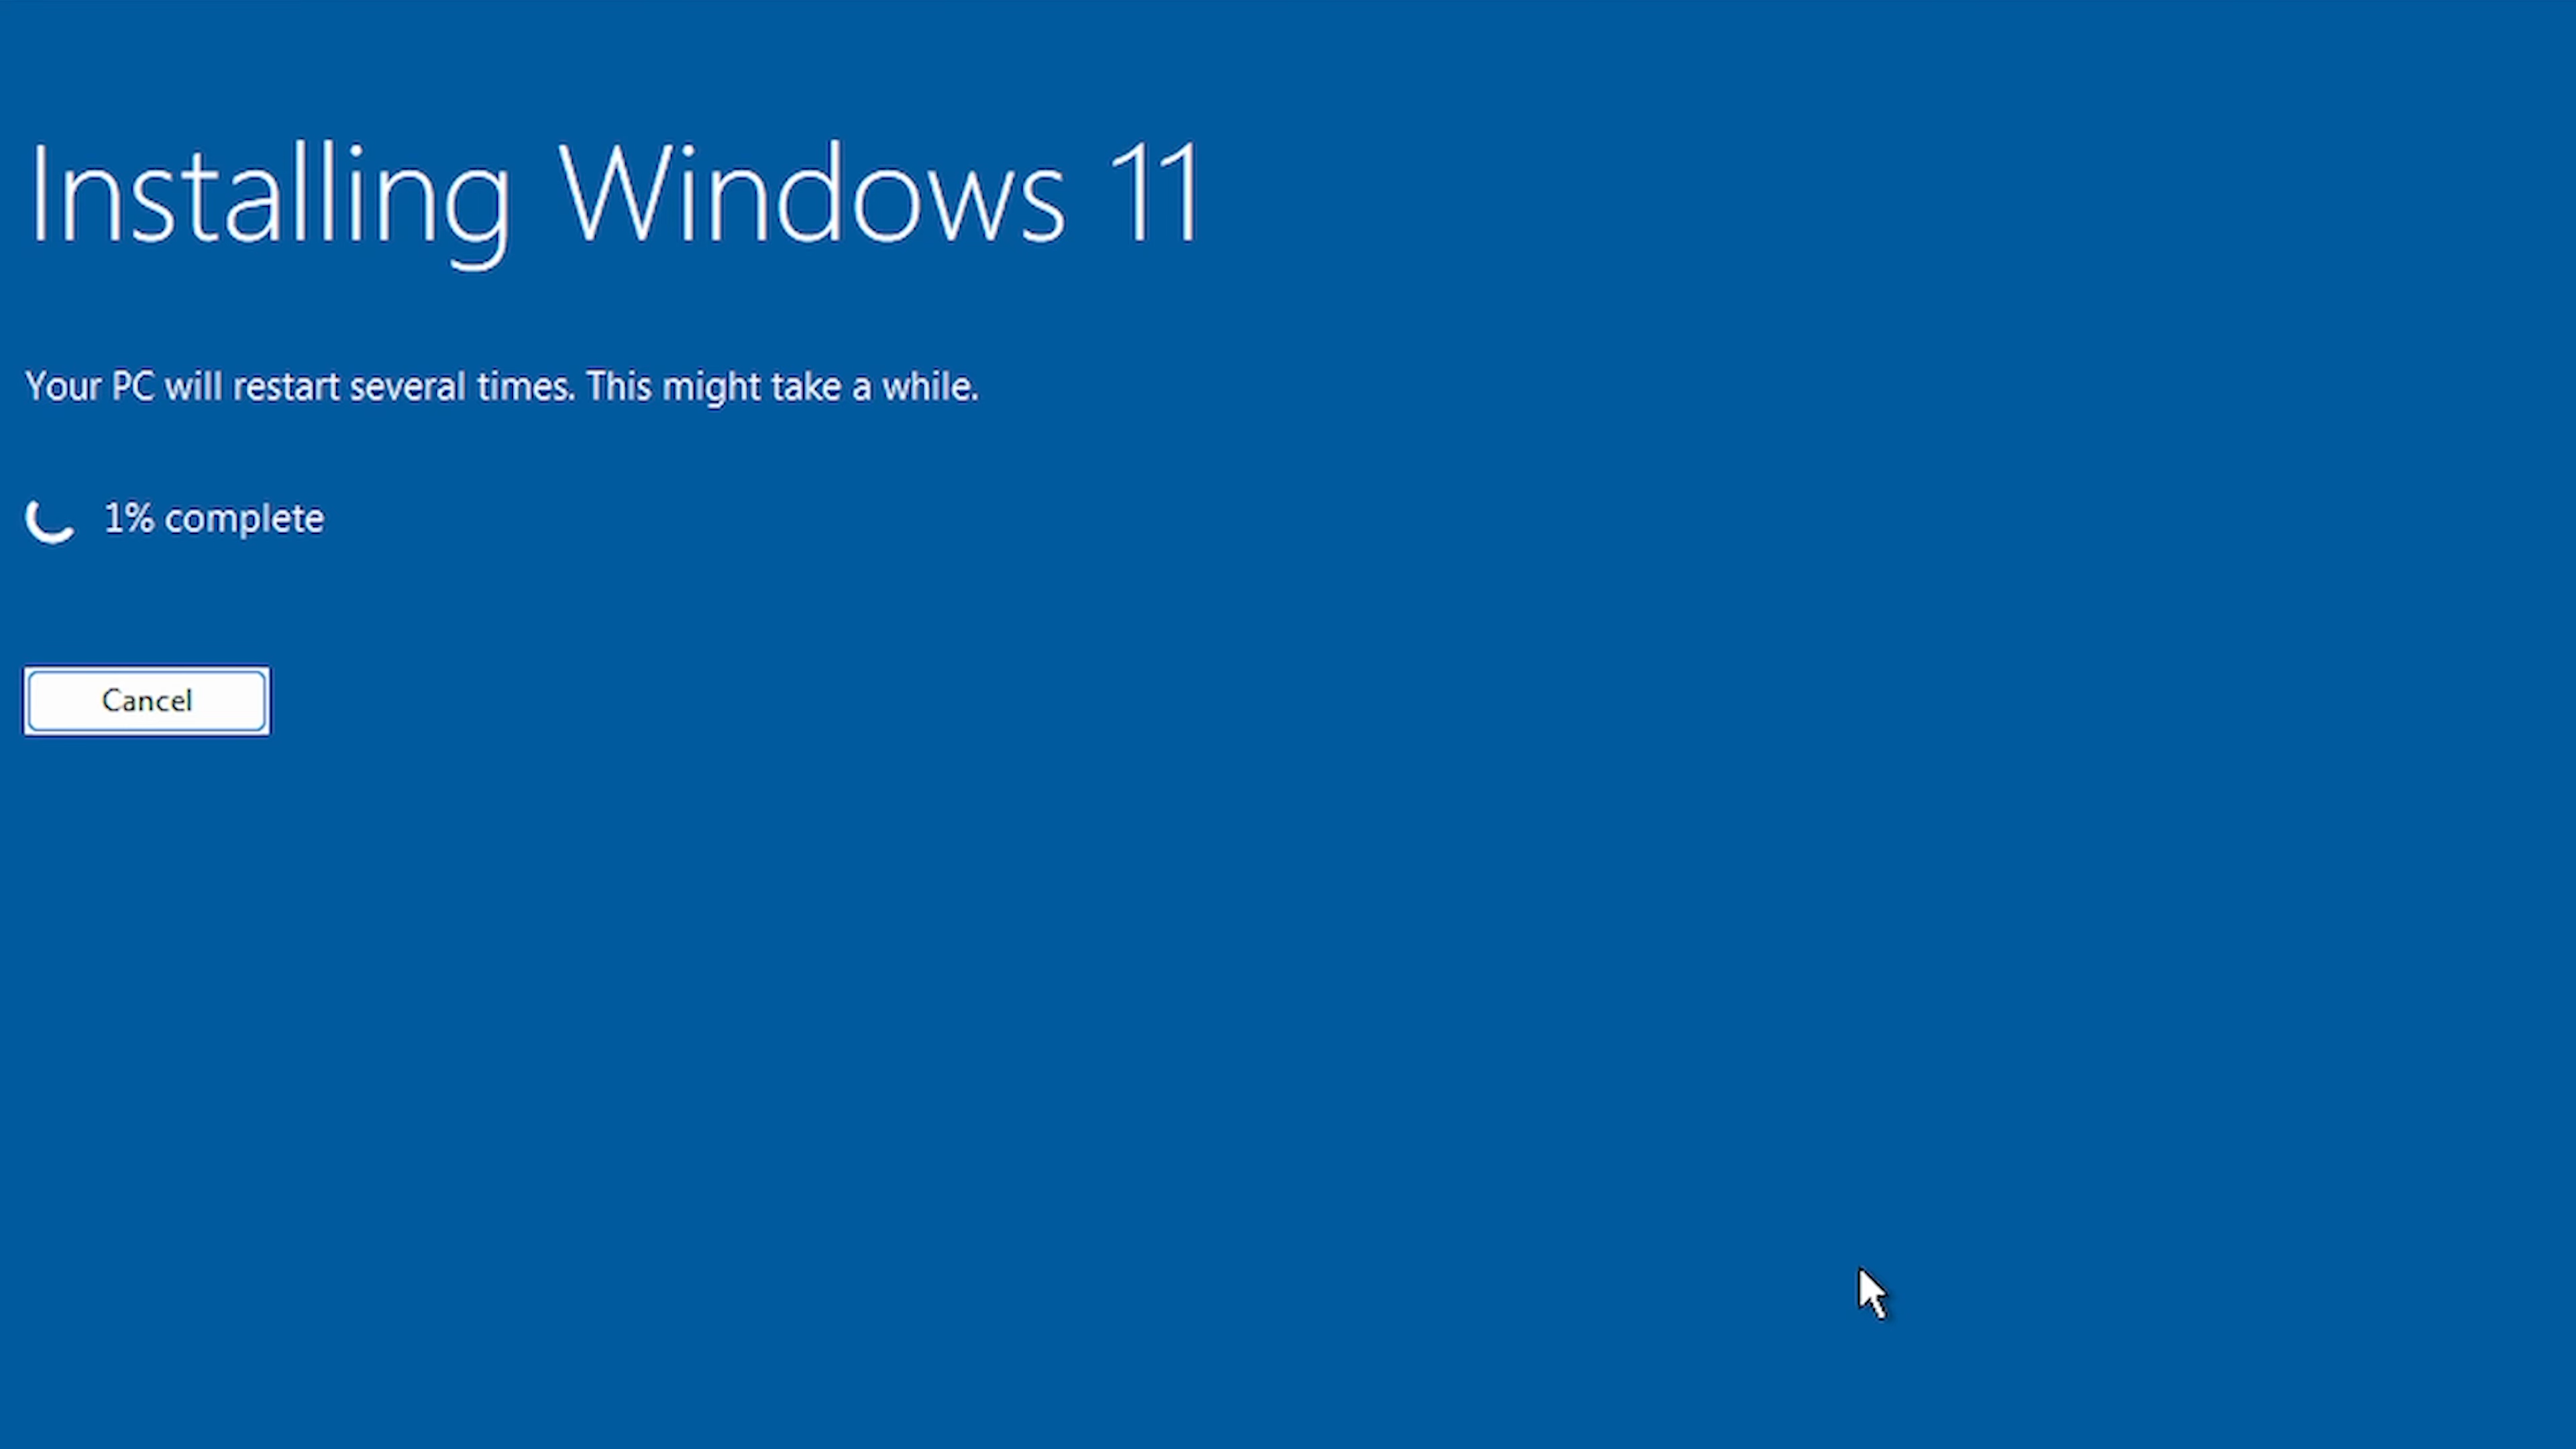 Installing Windows 11
Your PC will restart several times. This might take a while.
1% complete
Cancel